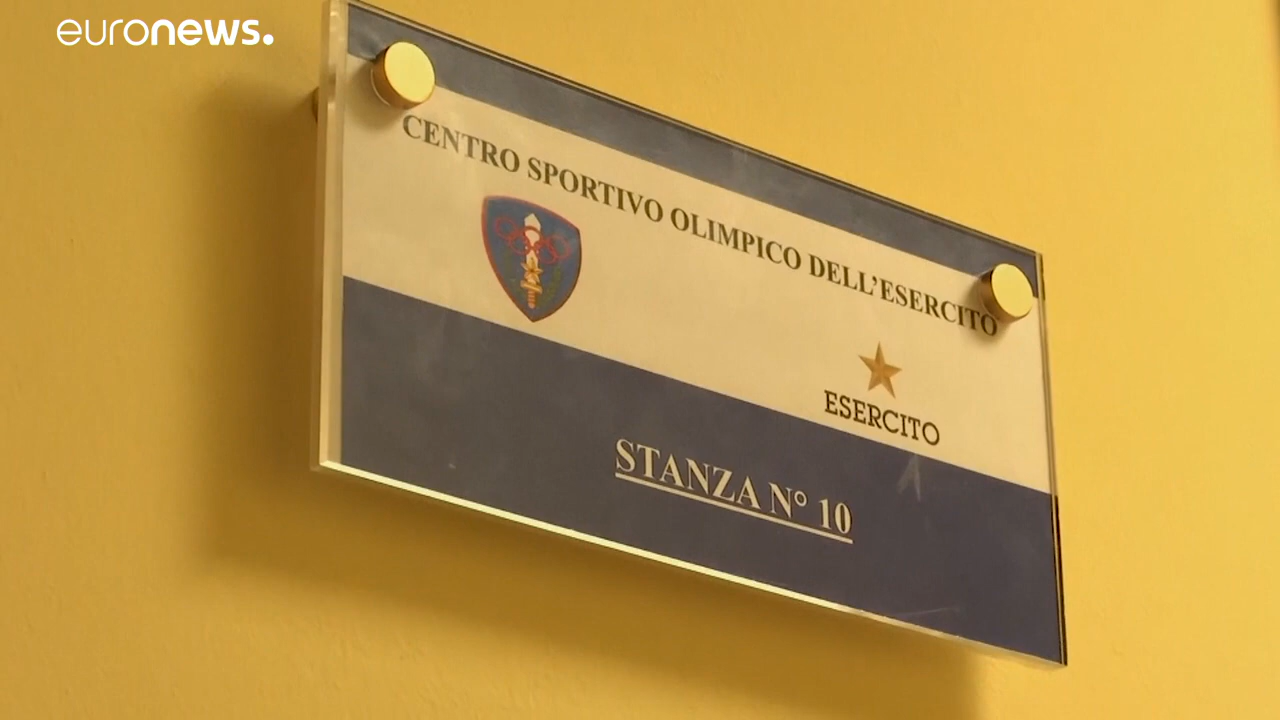 euronews.
CENTRO SPORTIVO OLIMPICO DELL'ESERCITO
ESERCITO
STANZA N° 10